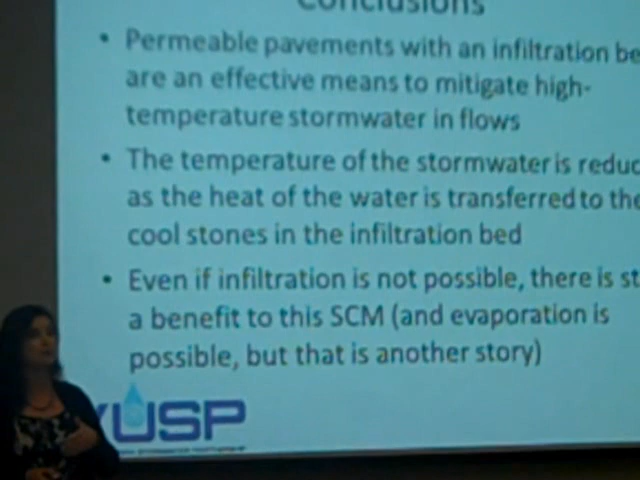 Conclusions
• Permeable pavements with an infiltration be
are an effective means to mitigate high-
temperature stormwater in flows
• The temperature of the stormwater is reduc
as the heat of the water is transferred to the
cool stones in the infiltration bed
• Even if infiltration is not possible, there is st
a benefit to this SCM (and evaporation is
possible, but that is another story)
USP